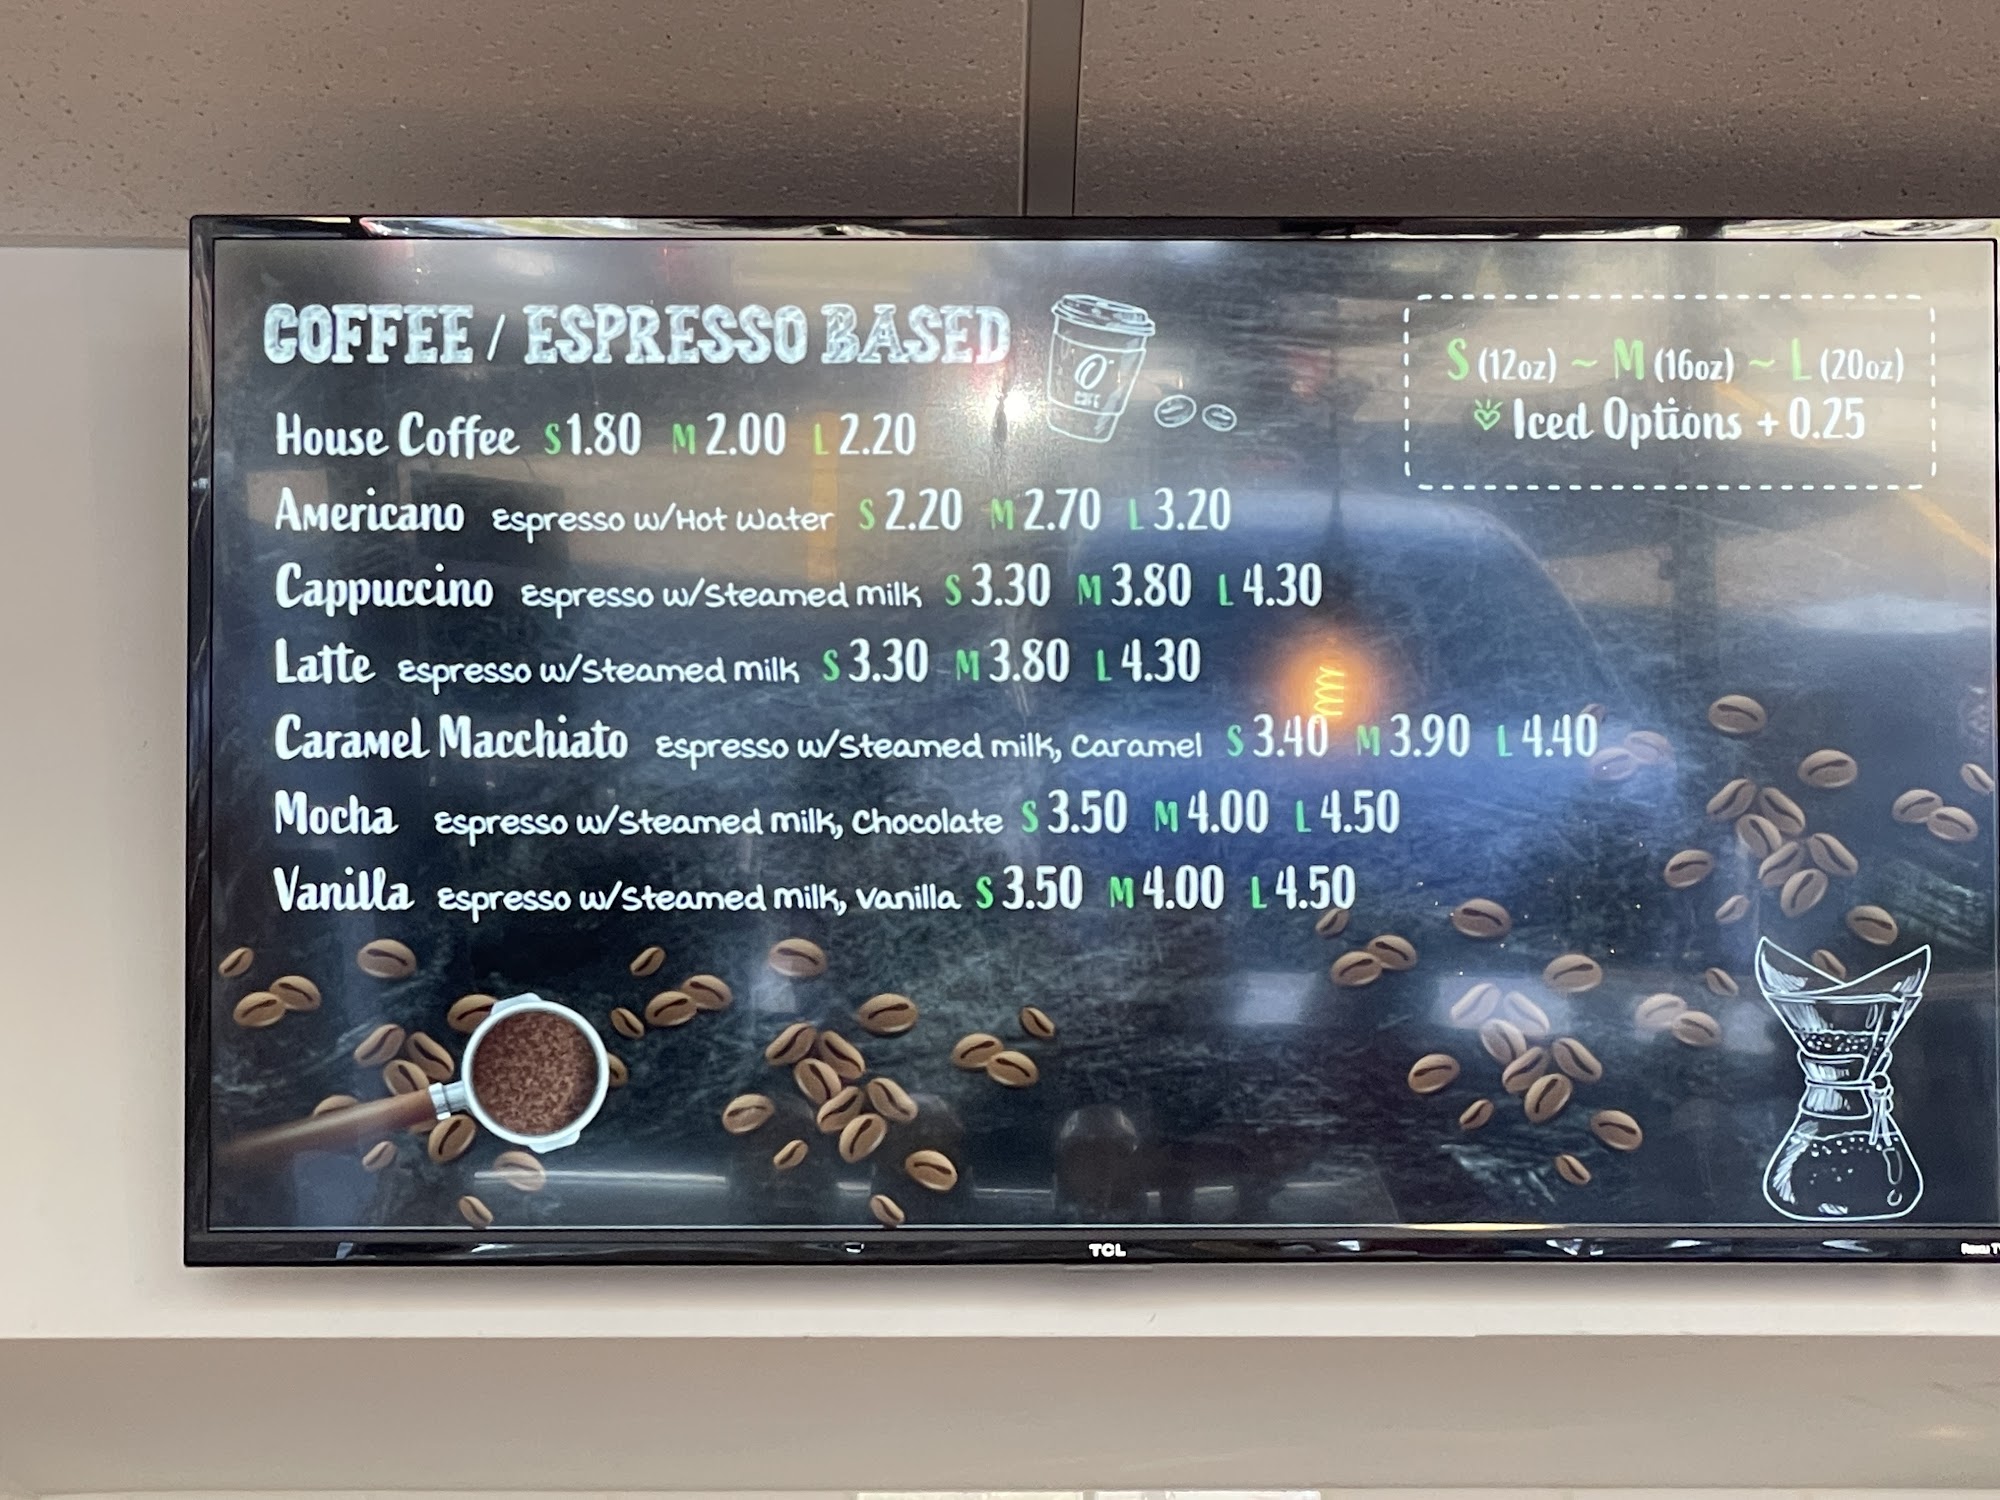 COFFEE / ESPRESSO BASED
CAFE
S (12oz) ~ M (16oz) ~ L (20oz)
Iced Options + 0.25
House Coffee S 1.80 M 2.00 L 2.20
Americano Espresso w/Hot Water S 2.20 M 2.70 L 3.20
Cappuccino Espresso w/Steamed milk S 3.30 M 3.80 L 4.30
Latte Espresso w/Steamed milk S 3.30 M 3.80 L 4.30
Caramel Macchiato Espresso w/Steamed milk, Caramel S 3.40 M 3.90 L 4.40
Mocha Espresso w/Steamed milk, Chocolate S 3.50 M 4.00 L 4.50
Vanilla Espresso w/Steamed milk, Vanilla S 3.50 M 4.00 L 4.50
TCL
Roku